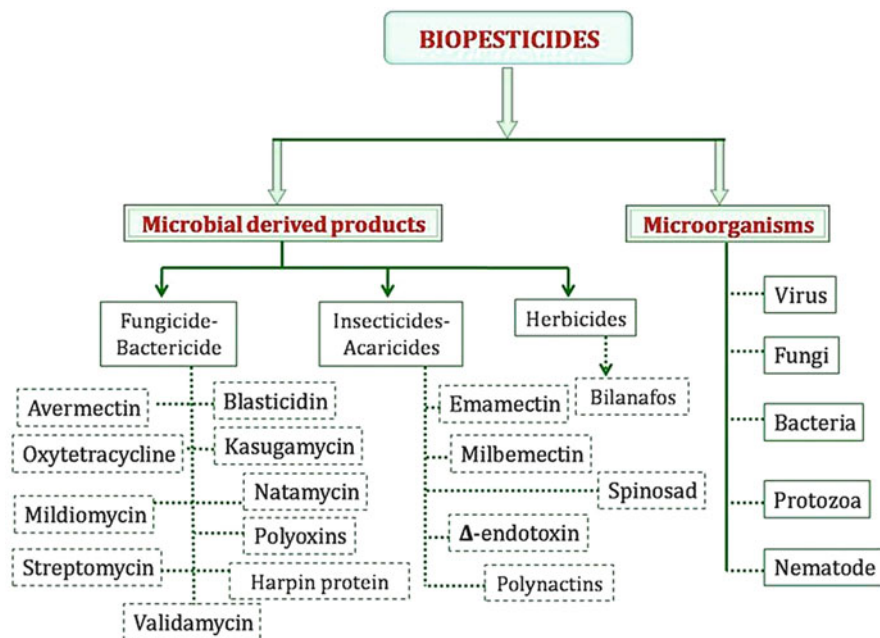 BIOPESTICIDES
Microbial derived products
Microorganisms
Fungicide-
Bactericide
Insecticides-
Acaricides
Herbicides
Avermectin
Blasticidin
Oxytetracycline
Kasugamycin
Mildiomycin
Natamycin
Polyoxins
Streptomycin
Harpin protein
Validamycin
Emamectin
Milbemectin
Spinosad
Δ-endotoxin
Polynactins
Bilanafos
Virus
Fungi
Bacteria
Protozoa
Nematode